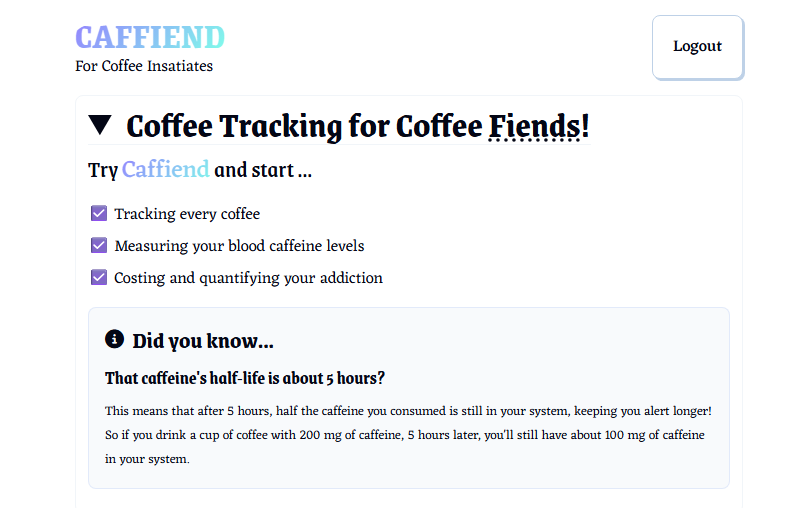 CAFFIEND
For Coffee Insatiates
Logout
Coffee Tracking for Coffee Fiends!
Try Caffiend and start ...
Tracking every coffee
Measuring your blood caffeine levels
Costing and quantifying your addiction
Did you know...
That caffeine's half-life is about 5 hours?
This means that after 5 hours, half the caffeine you consumed is still in your system, keeping you alert longer!
So if you drink a cup of coffee with 200 mg of caffeine, 5 hours later, you'll still have about 100 mg of caffeine
in your system.